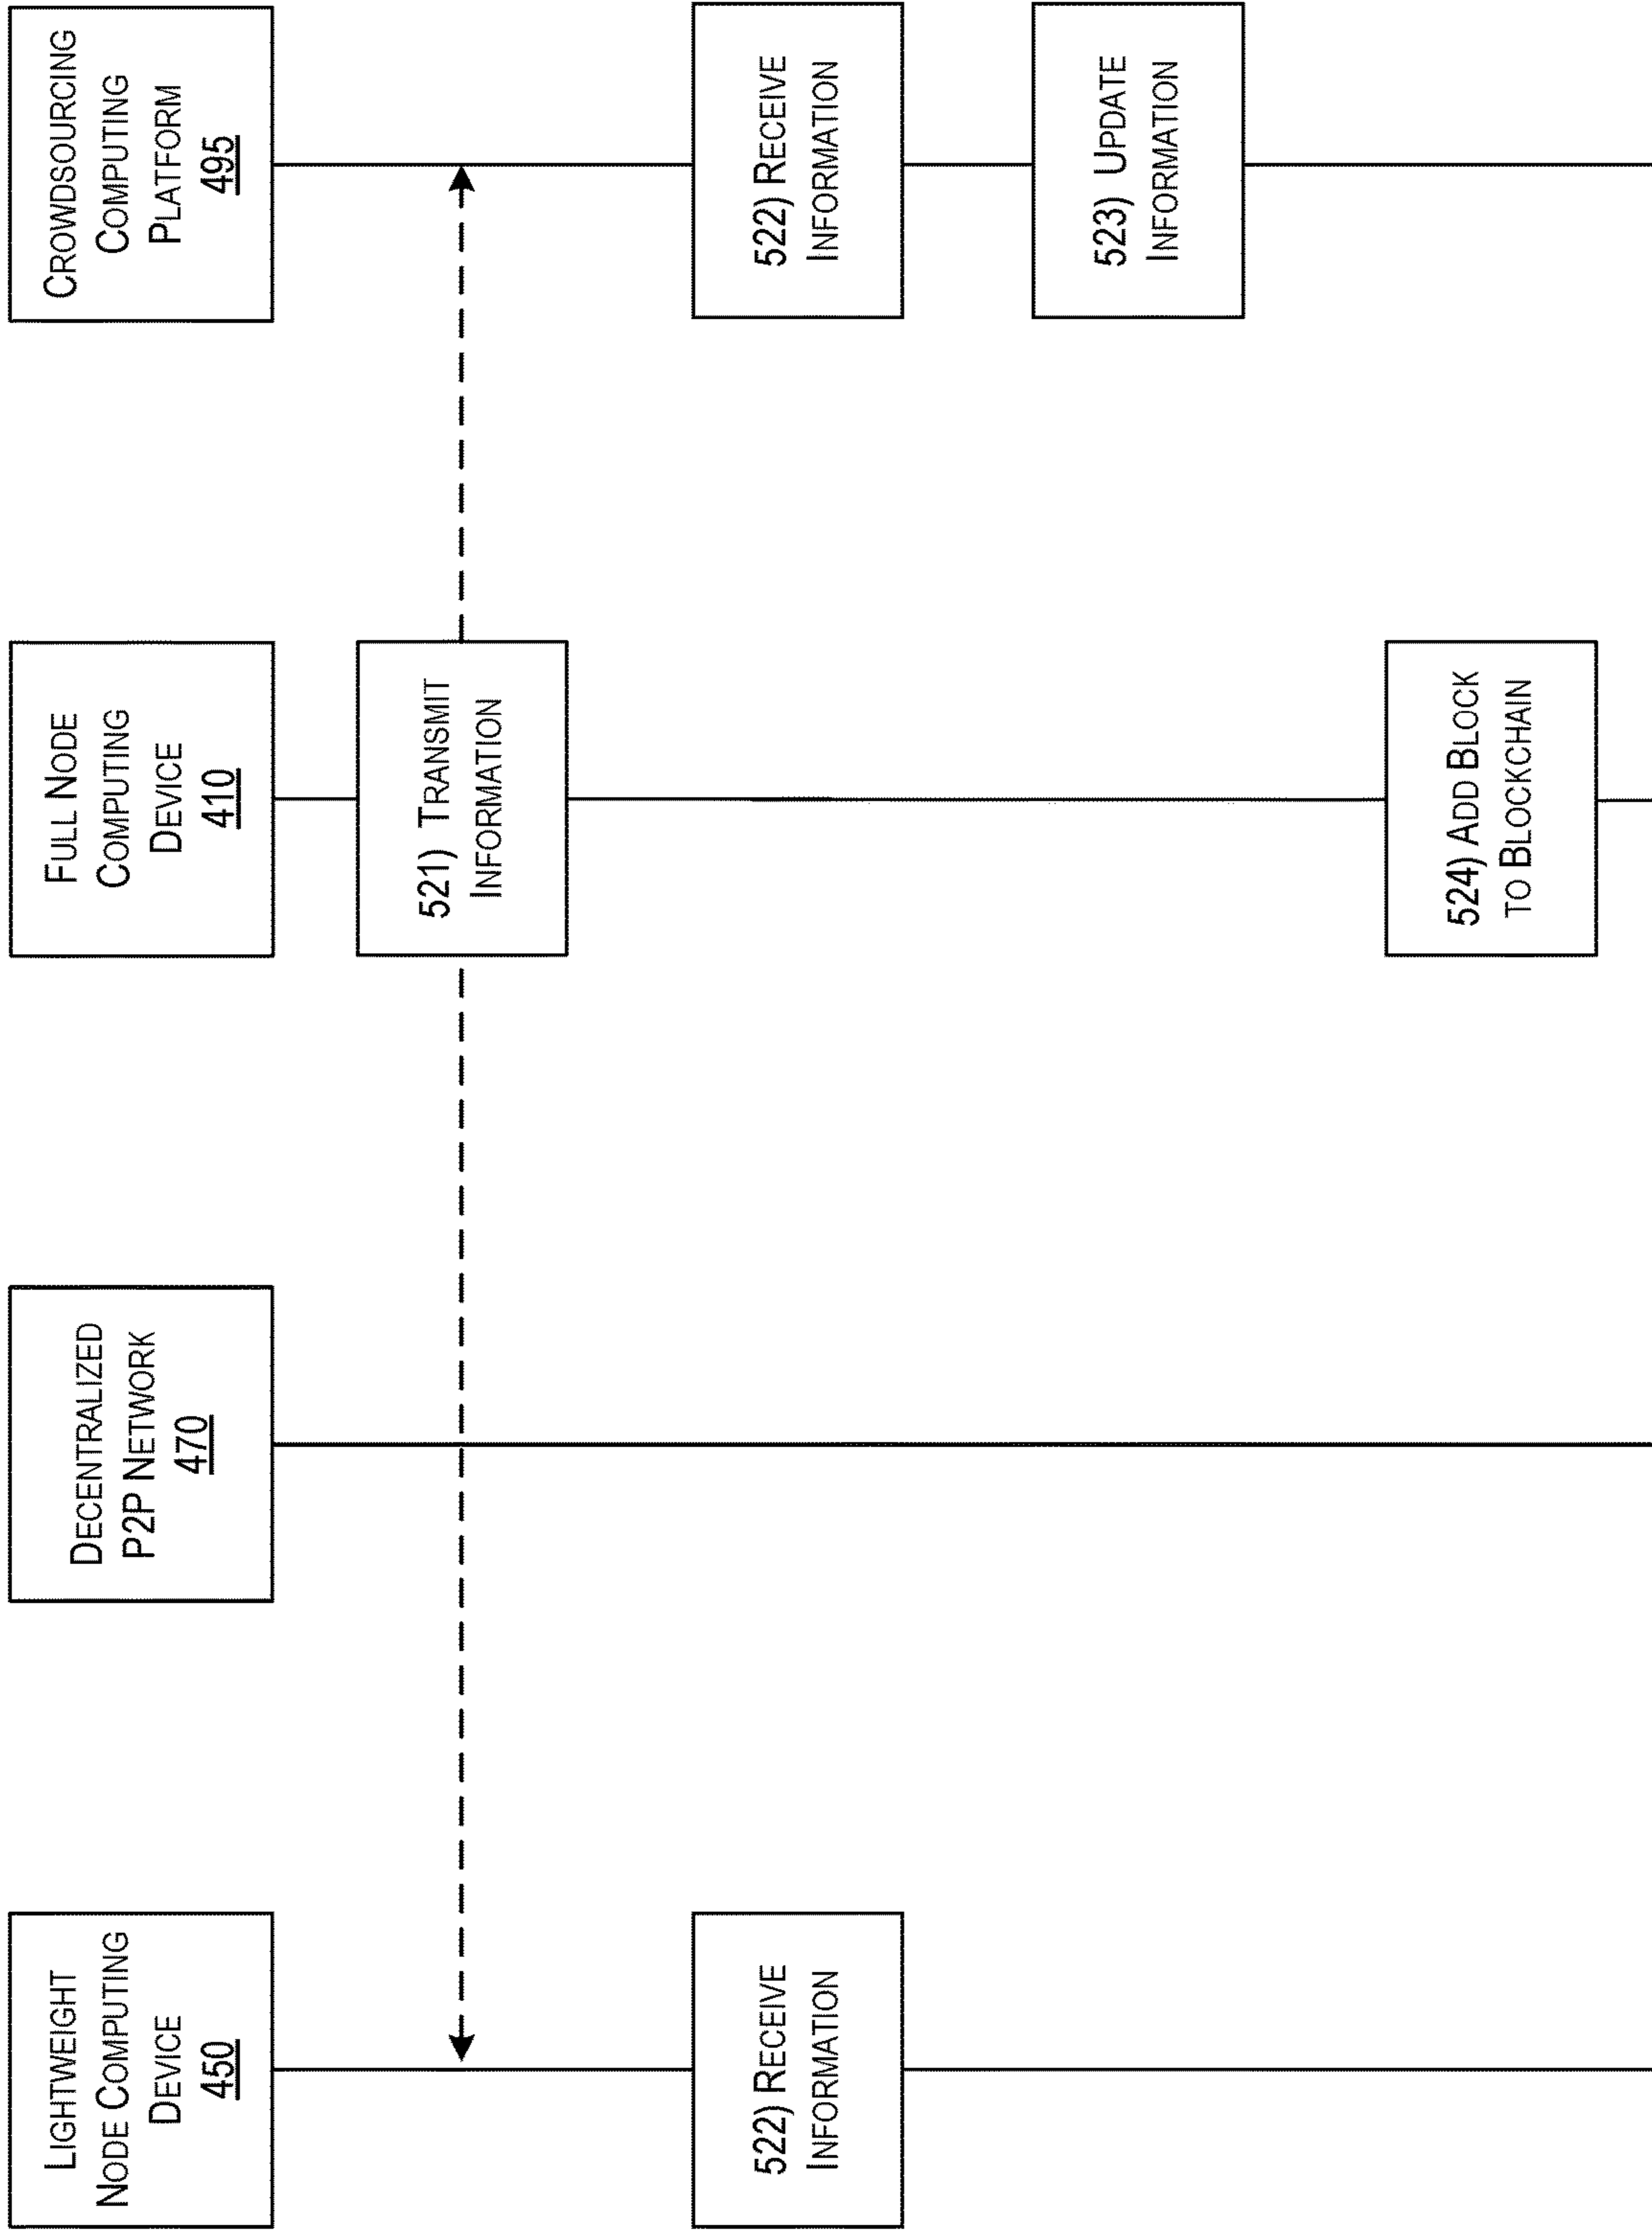 LIGHTWEIGHT
NODE COMPUTING
DEVICE
450
DECENTRALIZED
P2P NETWORK
470
FULL NODE
COMPUTING
DEVICE
410
CROWDSOURCING
COMPUTING
PLATFORM
495
521) TRANSMIT
INFORMATION
522) RECEIVE
INFORMATION
522) RECEIVE
INFORMATION
523) UPDATE
INFORMATION
524) ADD BLOCK
TO BLOCKCHAIN